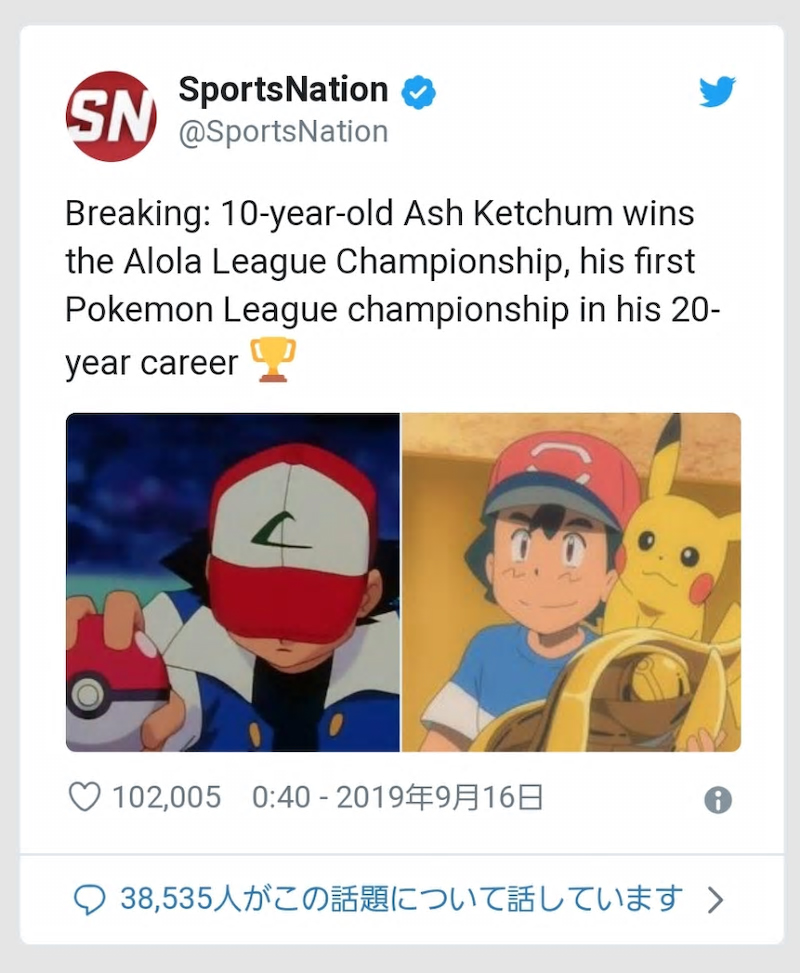 SN
SportsNation
@SportsNation
Breaking: 10-year-old Ash Ketchum wins
the Alola League Championship, his first
Pokemon League championship in his 20-
year career 🏆
102,005 0:40 - 2019年9月16日
38,535人がこの話題について話しています